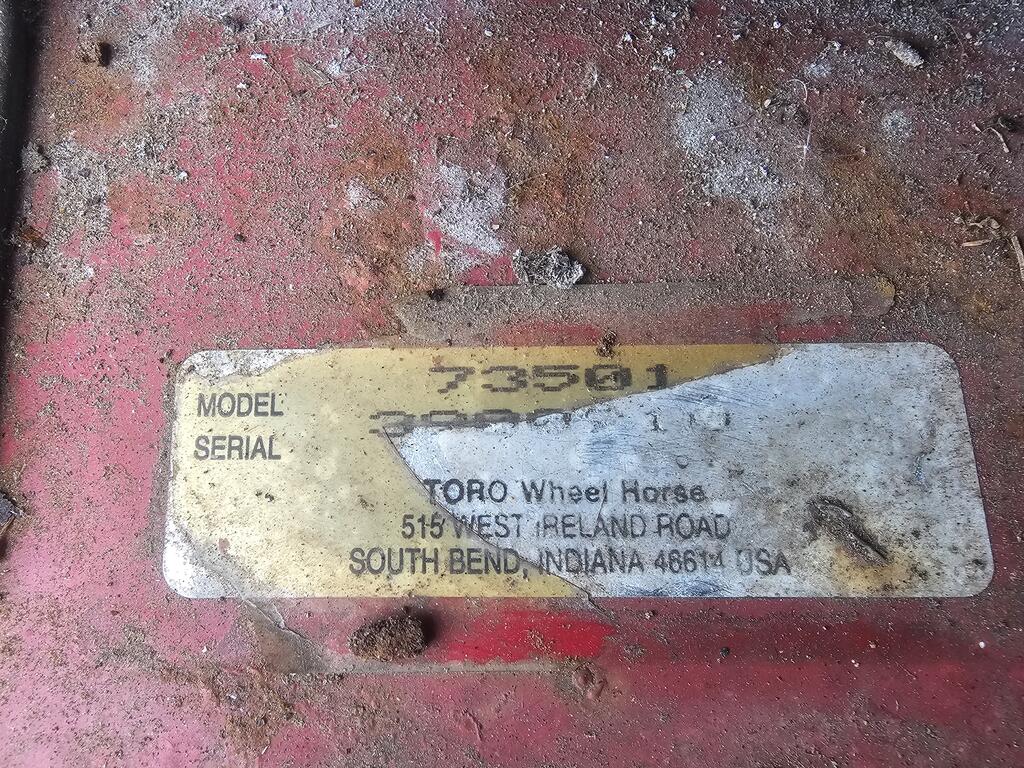 73501
MODEL
SERIAL
TORO Wheel Horse
515 WEST IRELAND ROAD
SOUTH BEND, INDIANA 46614 USA